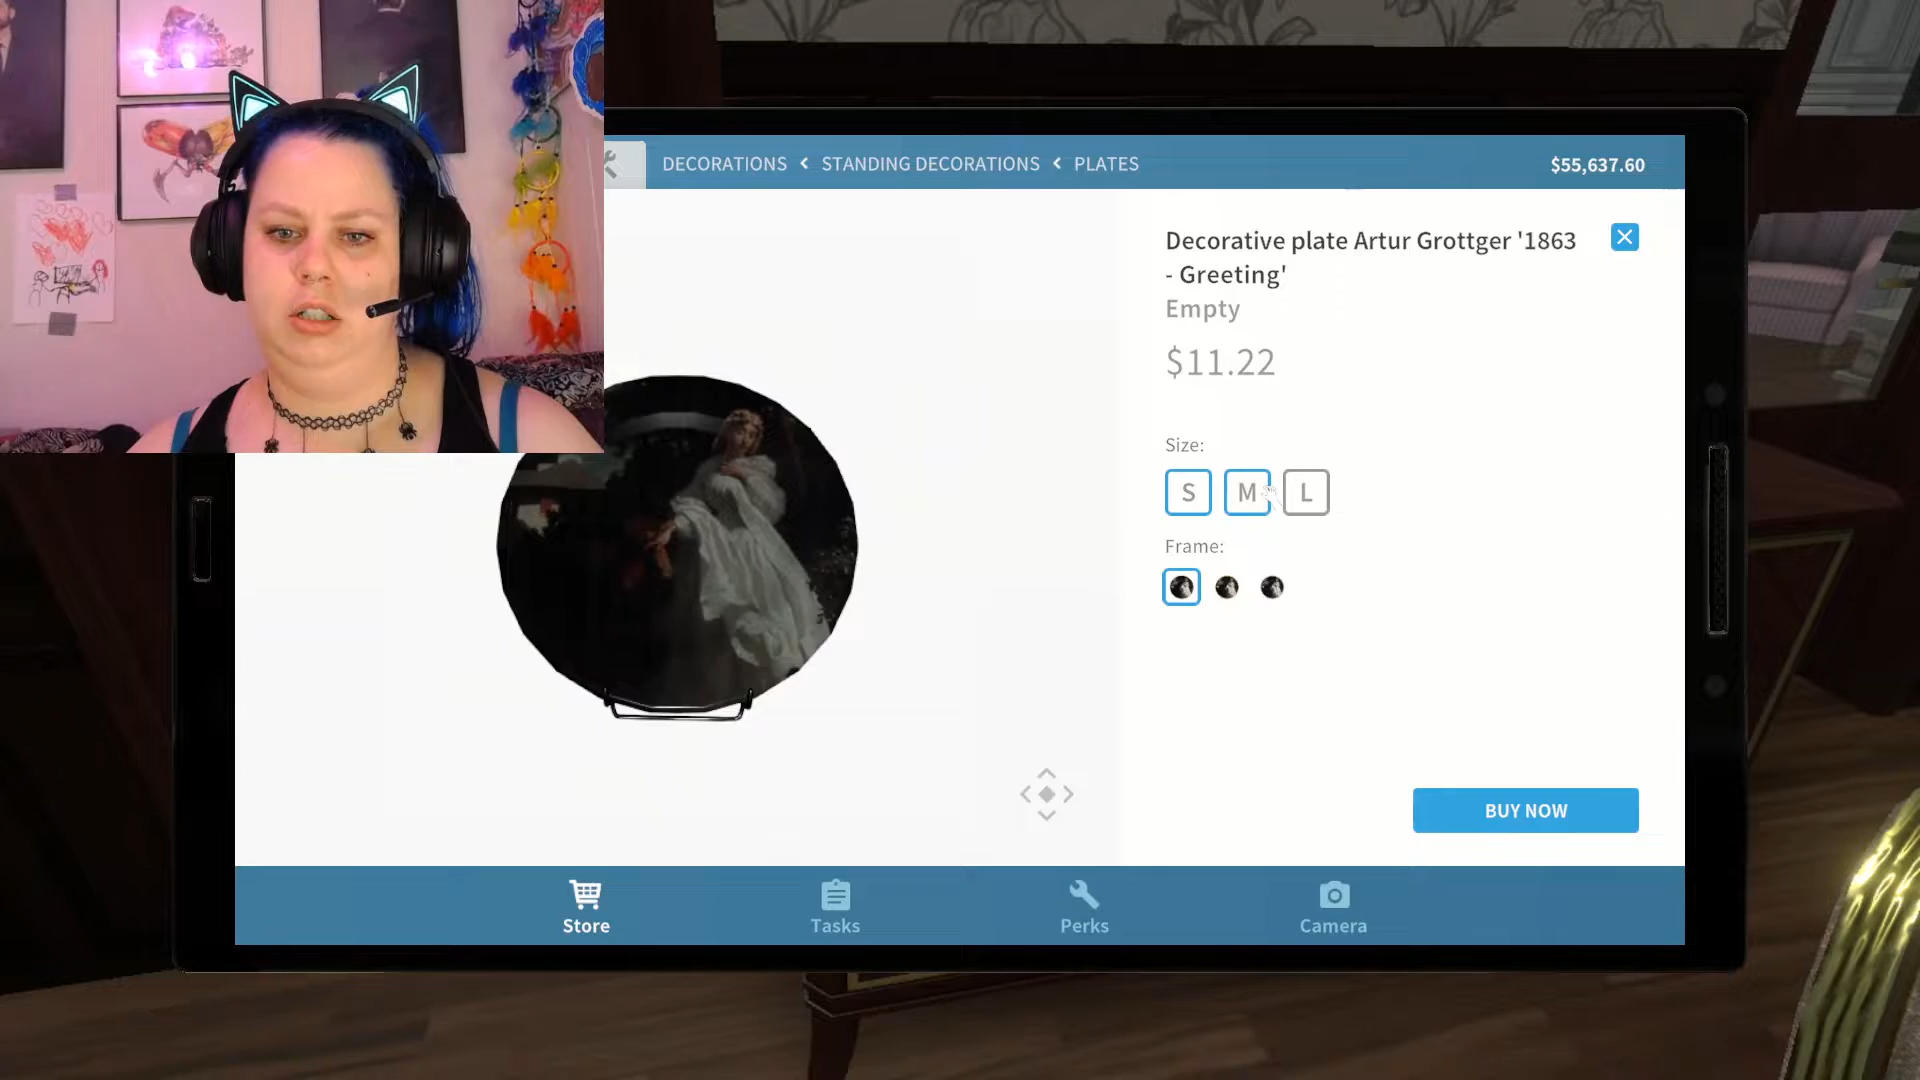 DECORATIONS < STANDING DECORATIONS < PLATES
$55,637.60
Decorative plate Artur Grottger '1863
- Greeting'
Empty
$11.22
Size:
S M L
Frame:
BUY NOW
Store Tasks Perks Camera